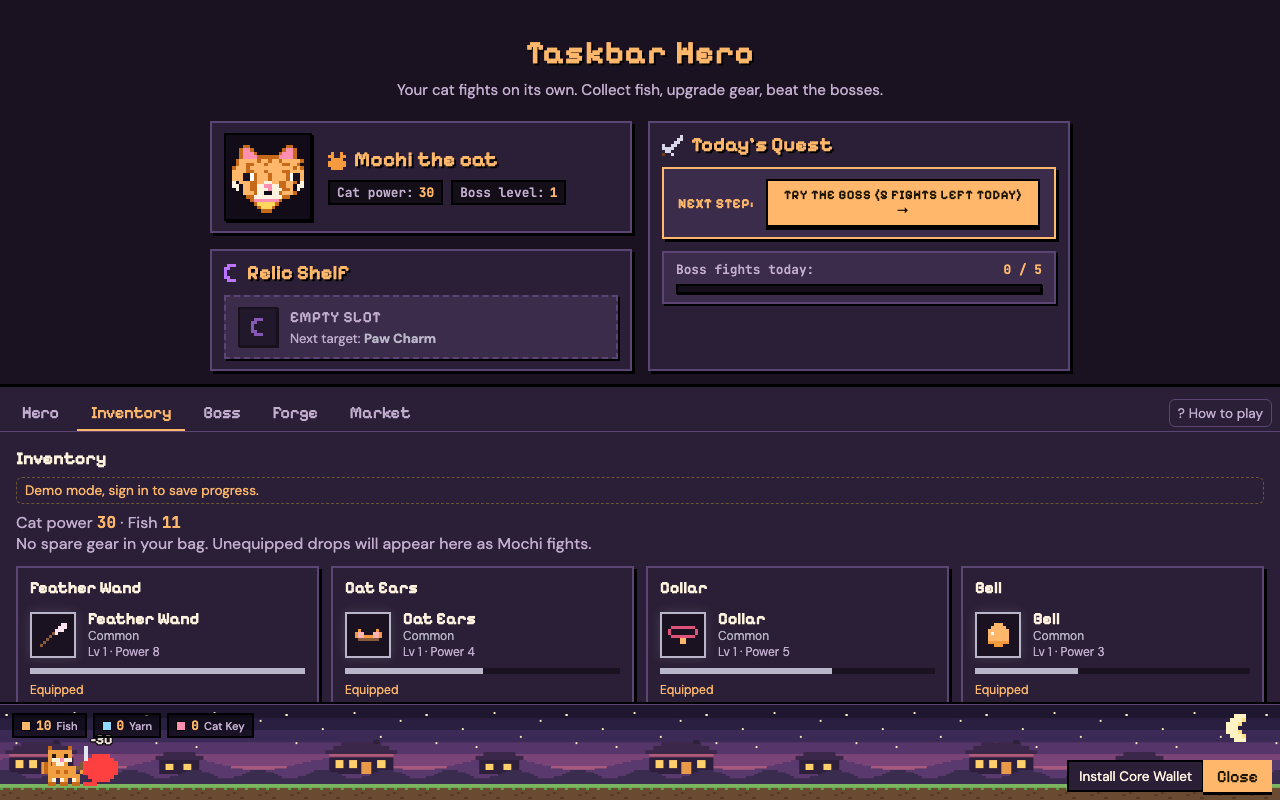 Taskbar Hero
Your cat fights on its own. Collect fish, upgrade gear, beat the bosses.
Mochi the cat
Cat power: 30
Boss level: 1
Relic Shelf
EMPTY SLOT
Next target: Paw Charm
Today's Quest
NEXT STEP:
TRY THE BOSS (5 FIGHTS LEFT TODAY)
→
Boss fights today: 0 / 5
Hero
Inventory
Boss
Forge
Market
? How to play
Inventory
Demo mode, sign in to save progress.
Cat power 30 · Fish 11
No spare gear in your bag. Unequipped drops will appear here as Mochi fights.
Feather Wand
Feather Wand
Common
Lv 1 · Power 8
Equipped
Cat Ears
Cat Ears
Common
Lv 1 · Power 4
Equipped
Collar
Collar
Common
Lv 1 · Power 5
Equipped
Bell
Bell
Common
Lv 1 · Power 3
Equipped
10 Fish
0 Yarn
0 Cat Key
-30
Install Core Wallet
Close